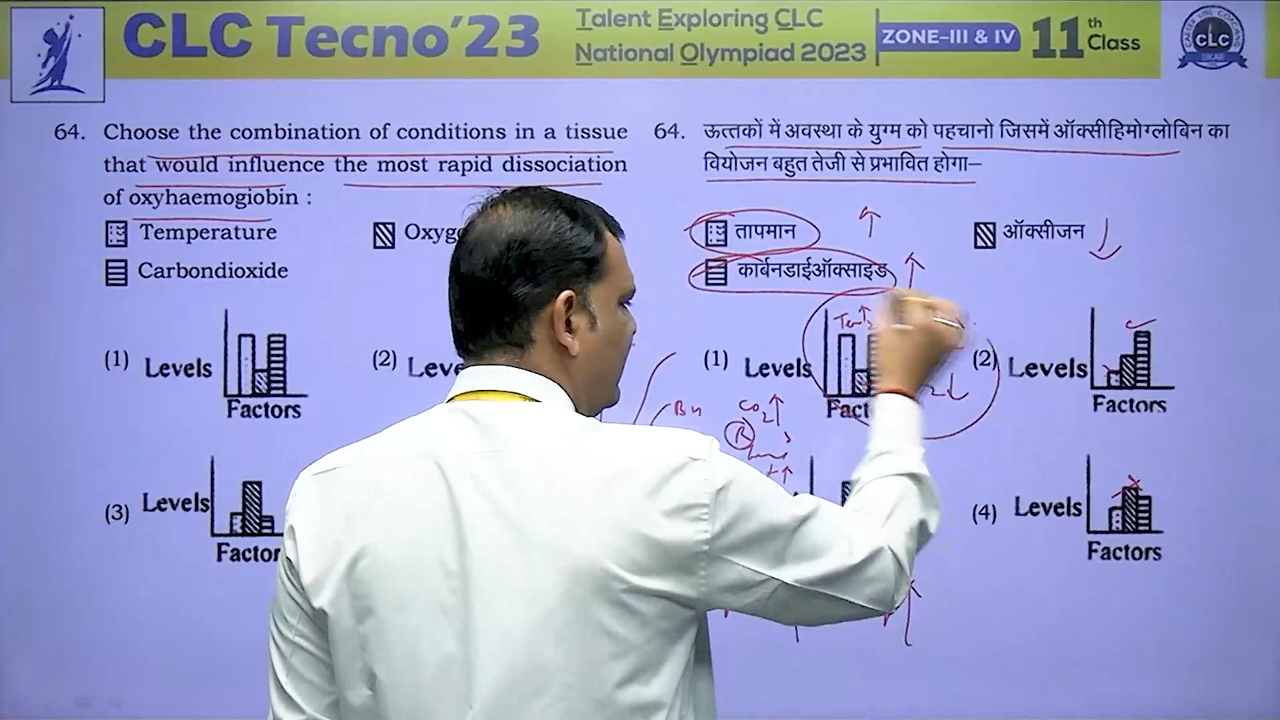 CLC Tecno'23
Talent Exploring CLC
National Olympiad 2023
ZONE–III & IV
11th Class
CLC
64. Choose the combination of conditions in a tissue
that would influence the most rapid dissociation
of oxyhaemogiobin :
Temperature
Carbondioxide
(1) Levels
Factors
(2)
(3) Levels
64. ऊत्तकों में अवस्था के युग्म को पहचानो जिसमें ऑक्सीहिमोग्लोबिन का
वियोजन बहुत तेजी से प्रभावित होगा–
तापमान ऑक्सीजन
कार्बनडाईऑक्साइड
(1) Levels
(2) Levels
Factors
CO2↑
(4) Levels
Factors